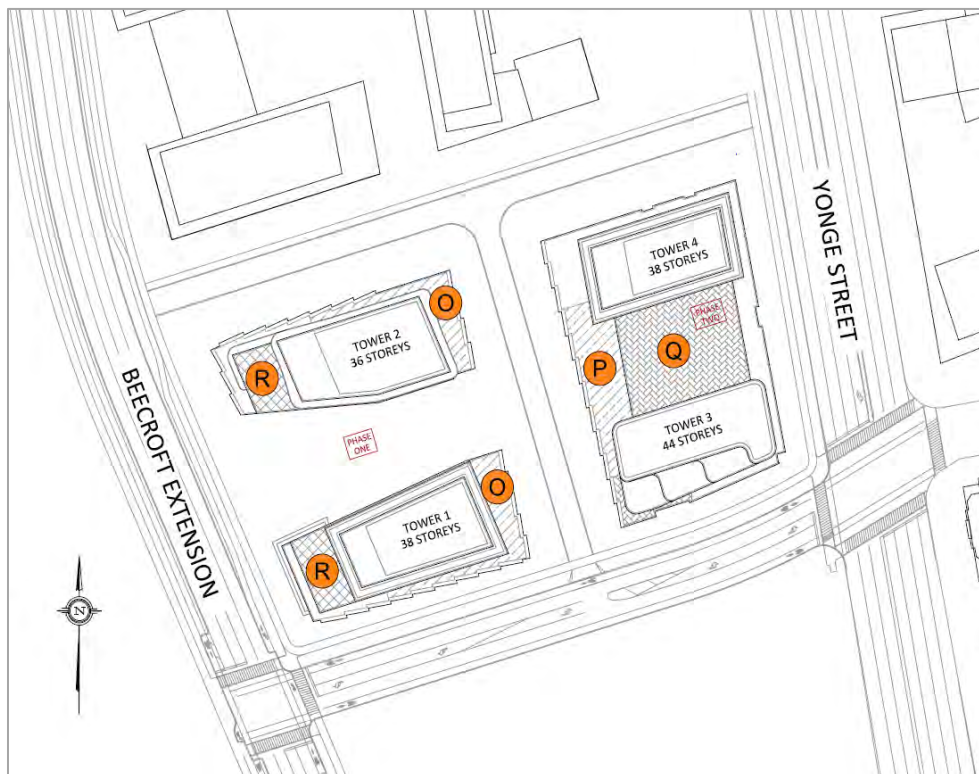 TOWER 4
38 STOREYS
YONGE STREET
O
TOWER 2
36 STOREYS
PHASE
TWO
P
Q
R
BEECROFT EXTENSION
TOWER 3
44 STOREYS
PHASE
ONE
O
TOWER 1
38 STOREYS
R
N